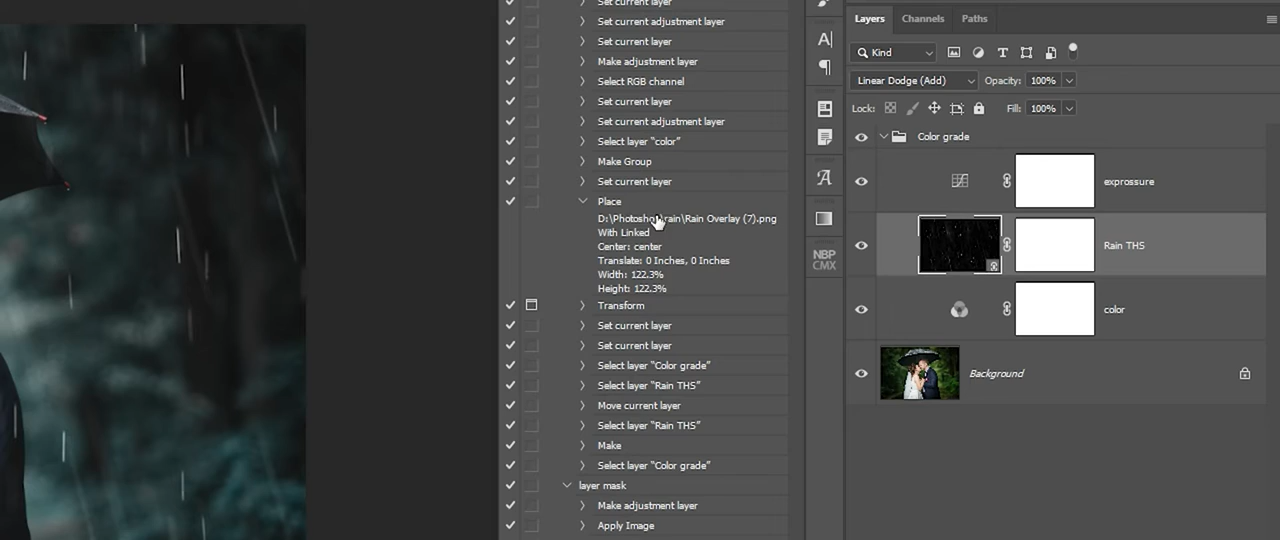 Set current layer
Set current adjustment layer
Set current layer
Make adjustment layer
Select RGB channel
Set current layer
Set current adjustment layer
Select layer “color”
Make Group
Set current layer
Place
D:\Photoshop\rain\Rain Overlay (7).png
With Linked
Center: center
Translate: 0 Inches, 0 Inches
Width: 122.3%
Height: 122.3%
Transform
Set current layer
Set current layer
Select layer “Color grade”
Select layer “Rain THS”
Move current layer
Select layer “Rain THS”
Make
Select layer “Color grade”
layer mask
Make adjustment layer
Apply Image
A|
A
NBP
CMX
Layers Channels Paths
Kind T
Linear Dodge (Add) Opacity: 100%
Lock: Fill: 100%
Color grade
exprossure
Rain THS
color
Background